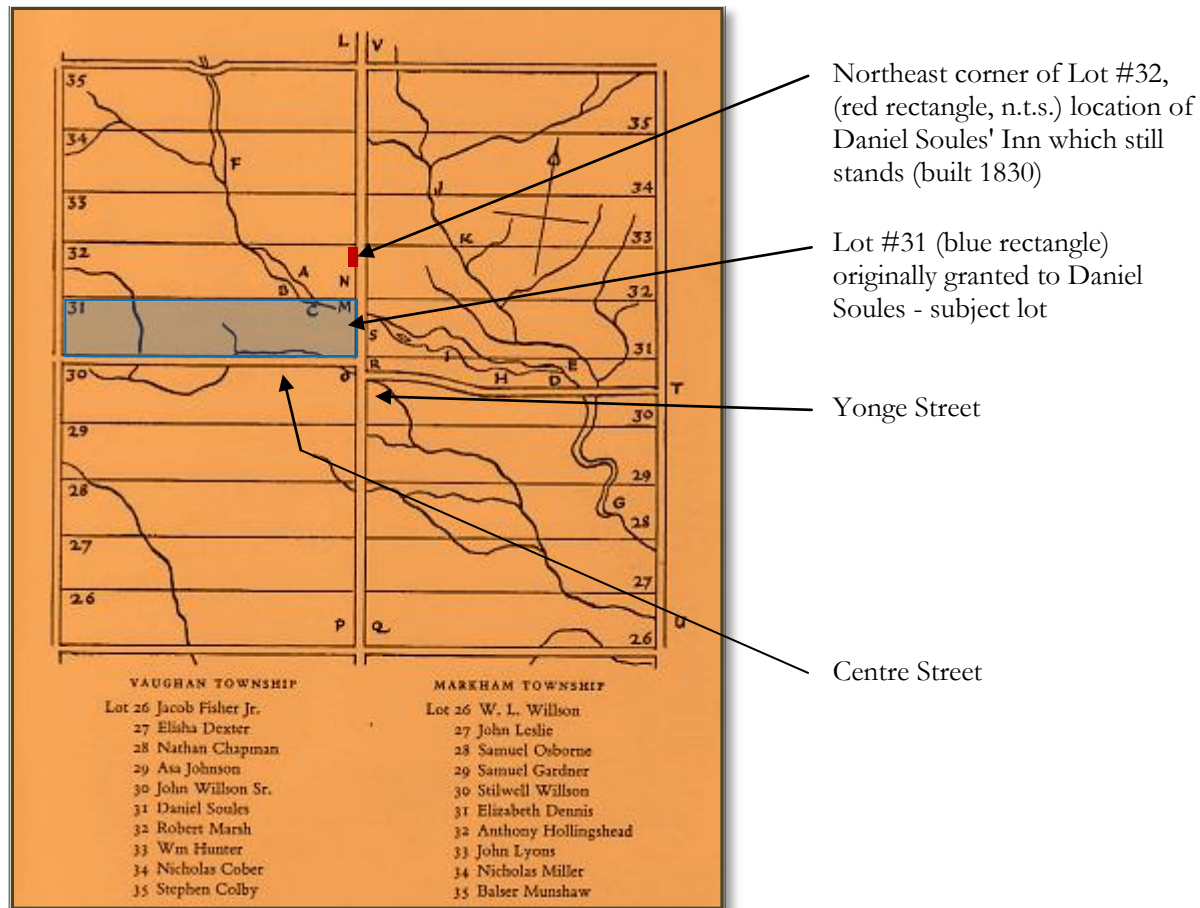 L V
35
35
34
F
34
33
J
33
K
32
A
N
B
32
31
C M
S
31
I
E
R
H D
T
30
J
30
29
29
28
G
28
27
27
26
P Q
U
26
VAUGHAN TOWNSHIP
Lot 26 Jacob Fisher Jr.
27 Elisha Dexter
28 Nathan Chapman
29 Asa Johnson
30 John Willson Sr.
31 Daniel Soules
32 Robert Marsh
33 Wm Hunter
34 Nicholas Cober
35 Stephen Colby
MARKHAM TOWNSHIP
Lot 26 W. L. Willson
27 John Leslie
28 Samuel Osborne
29 Samuel Gardner
30 Stilwell Willson
31 Elizabeth Dennis
32 Anthony Hollingshead
33 John Lyons
34 Nicholas Miller
35 Balser Munshaw
Northeast corner of Lot #32,
(red rectangle, n.t.s.) location of
Daniel Soules' Inn which still
stands (built 1830)
Lot #31 (blue rectangle)
originally granted to Daniel
Soules - subject lot
Yonge Street
Centre Street